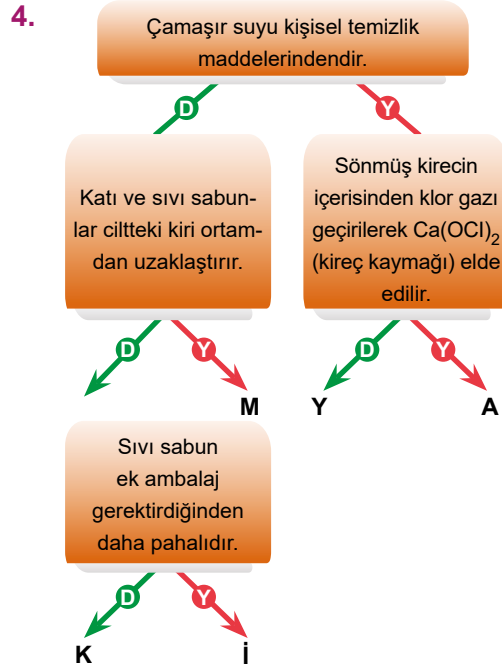 4.
Çamaşır suyu kişisel temizlik
maddelerindendir.
D
Y
Katı ve sıvı sabun-
lar ciltteki kiri ortam-
dan uzaklaştırır.
Sönmüş kirecin
içerisinden klor gazı
geçirilerek Ca(OCl)₂
(kireç kaymağı) elde
edilir.
D
Y
D
Y
M
Y
A
Sıvı sabun
ek ambalaj
gerektirdiğinden
daha pahalıdır.
D
Y
K
İ